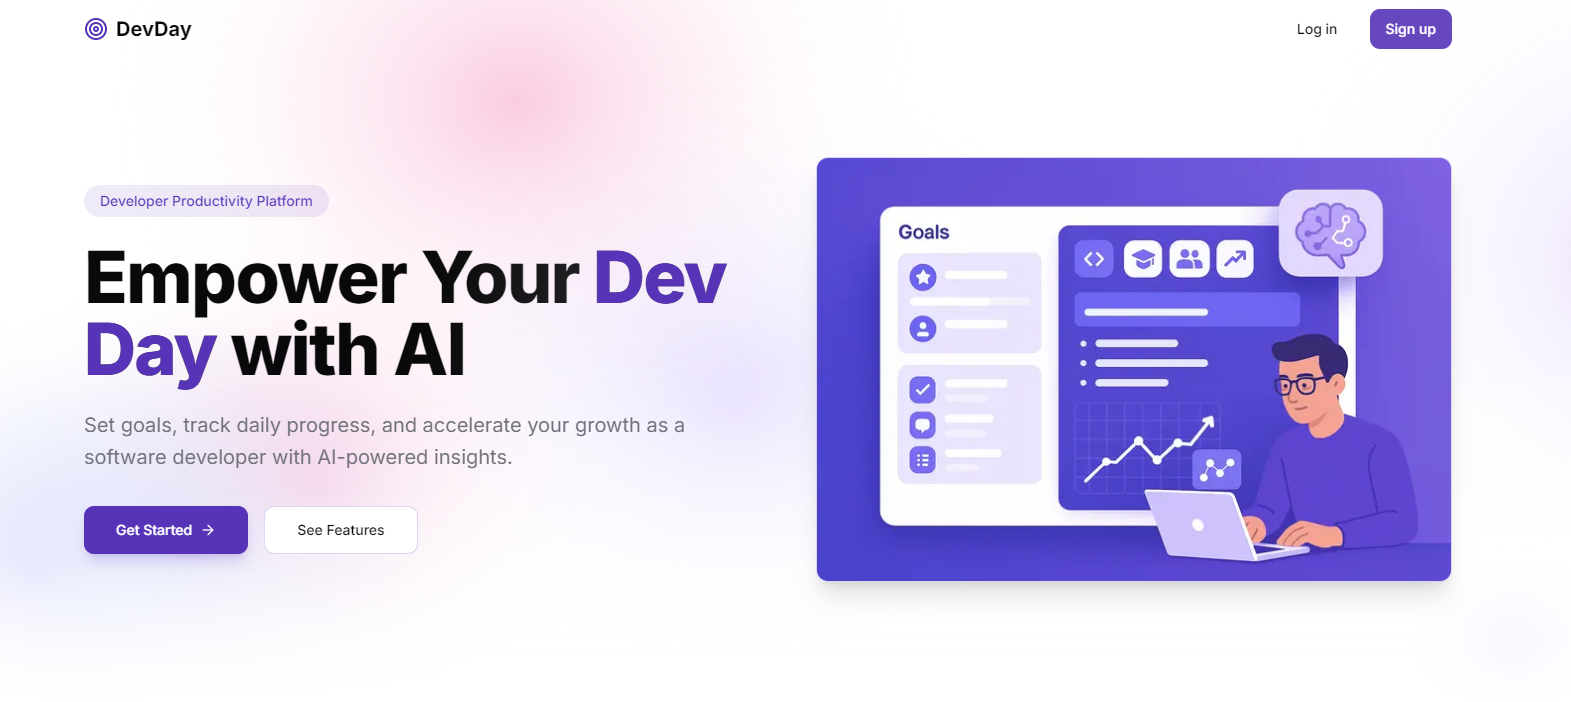 DevDay
Log in
Sign up
Developer Productivity Platform
Empower Your Dev
Day with AI
Set goals, track daily progress, and accelerate your growth as a
software developer with AI-powered insights.
Get Started
See Features
Goals